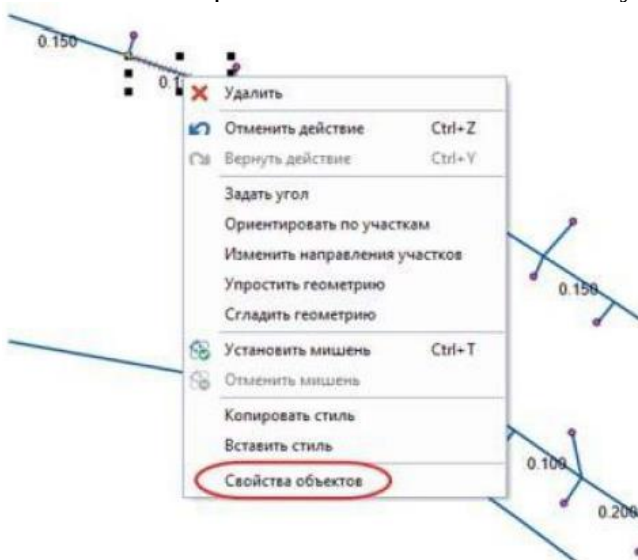 0.150
Удалить
Отменить действие Ctrl+Z
Вернуть действие Ctrl+Y
Задать угол
Ориентировать по участкам
Изменить направления участков
0.150
Упростить геометрию
Сгладить геометрию
Установить мишень Ctrl+T
Отменить мишень
Копировать стиль
Вставить стиль
0.100
Свойства объектов
0.200